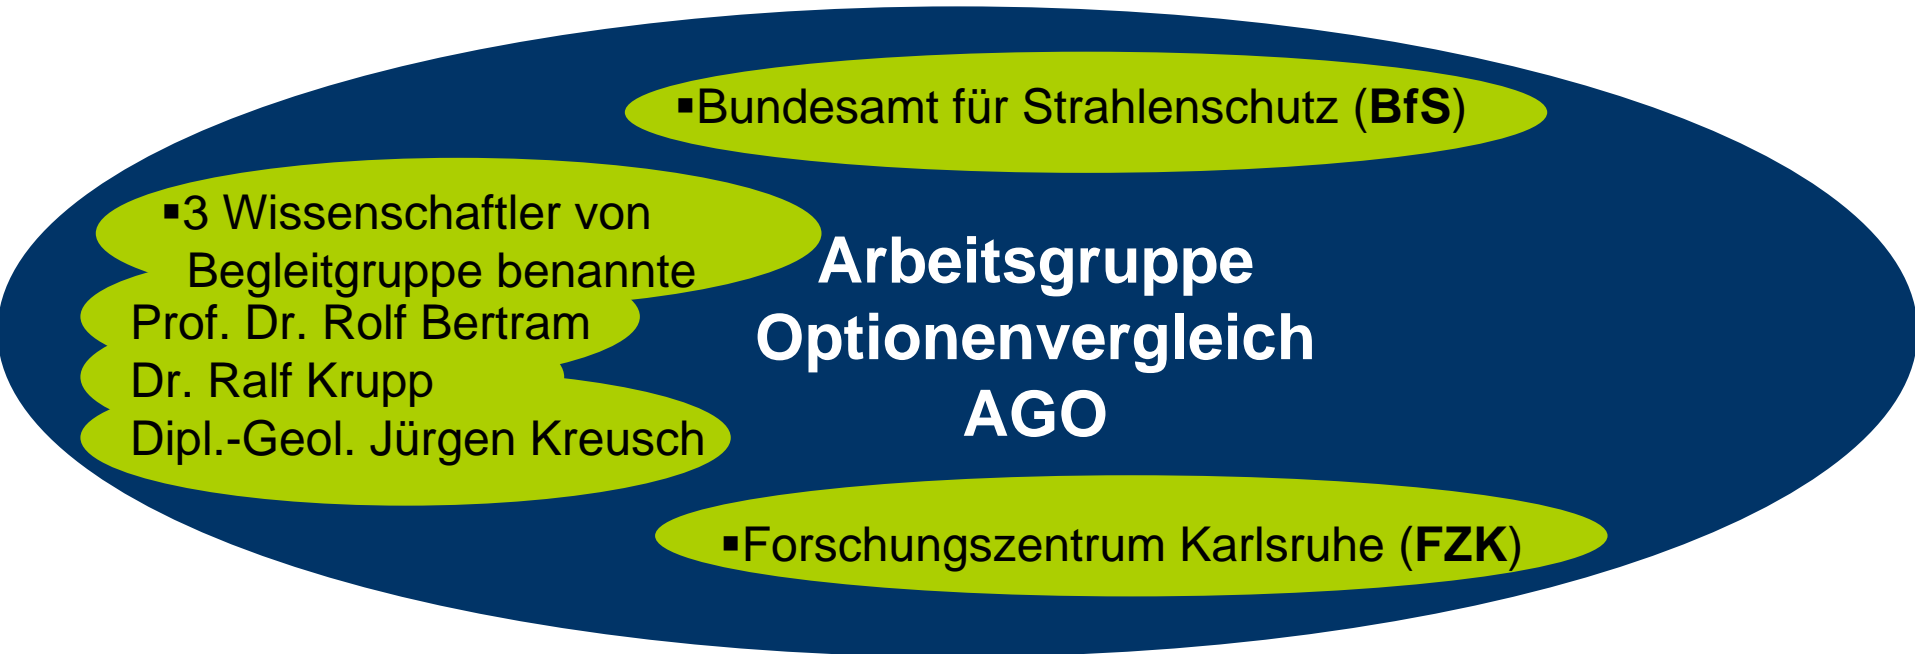 ▪Bundesamt für Strahlenschutz (BfS)
▪3 Wissenschaftler von
Begleitgruppe benannte
Prof. Dr. Rolf Bertram
Dr. Ralf Krupp
Dipl.-Geol. Jürgen Kreusch
Arbeitsgruppe
Optionenvergleich
AGO
▪Forschungszentrum Karlsruhe (FZK)